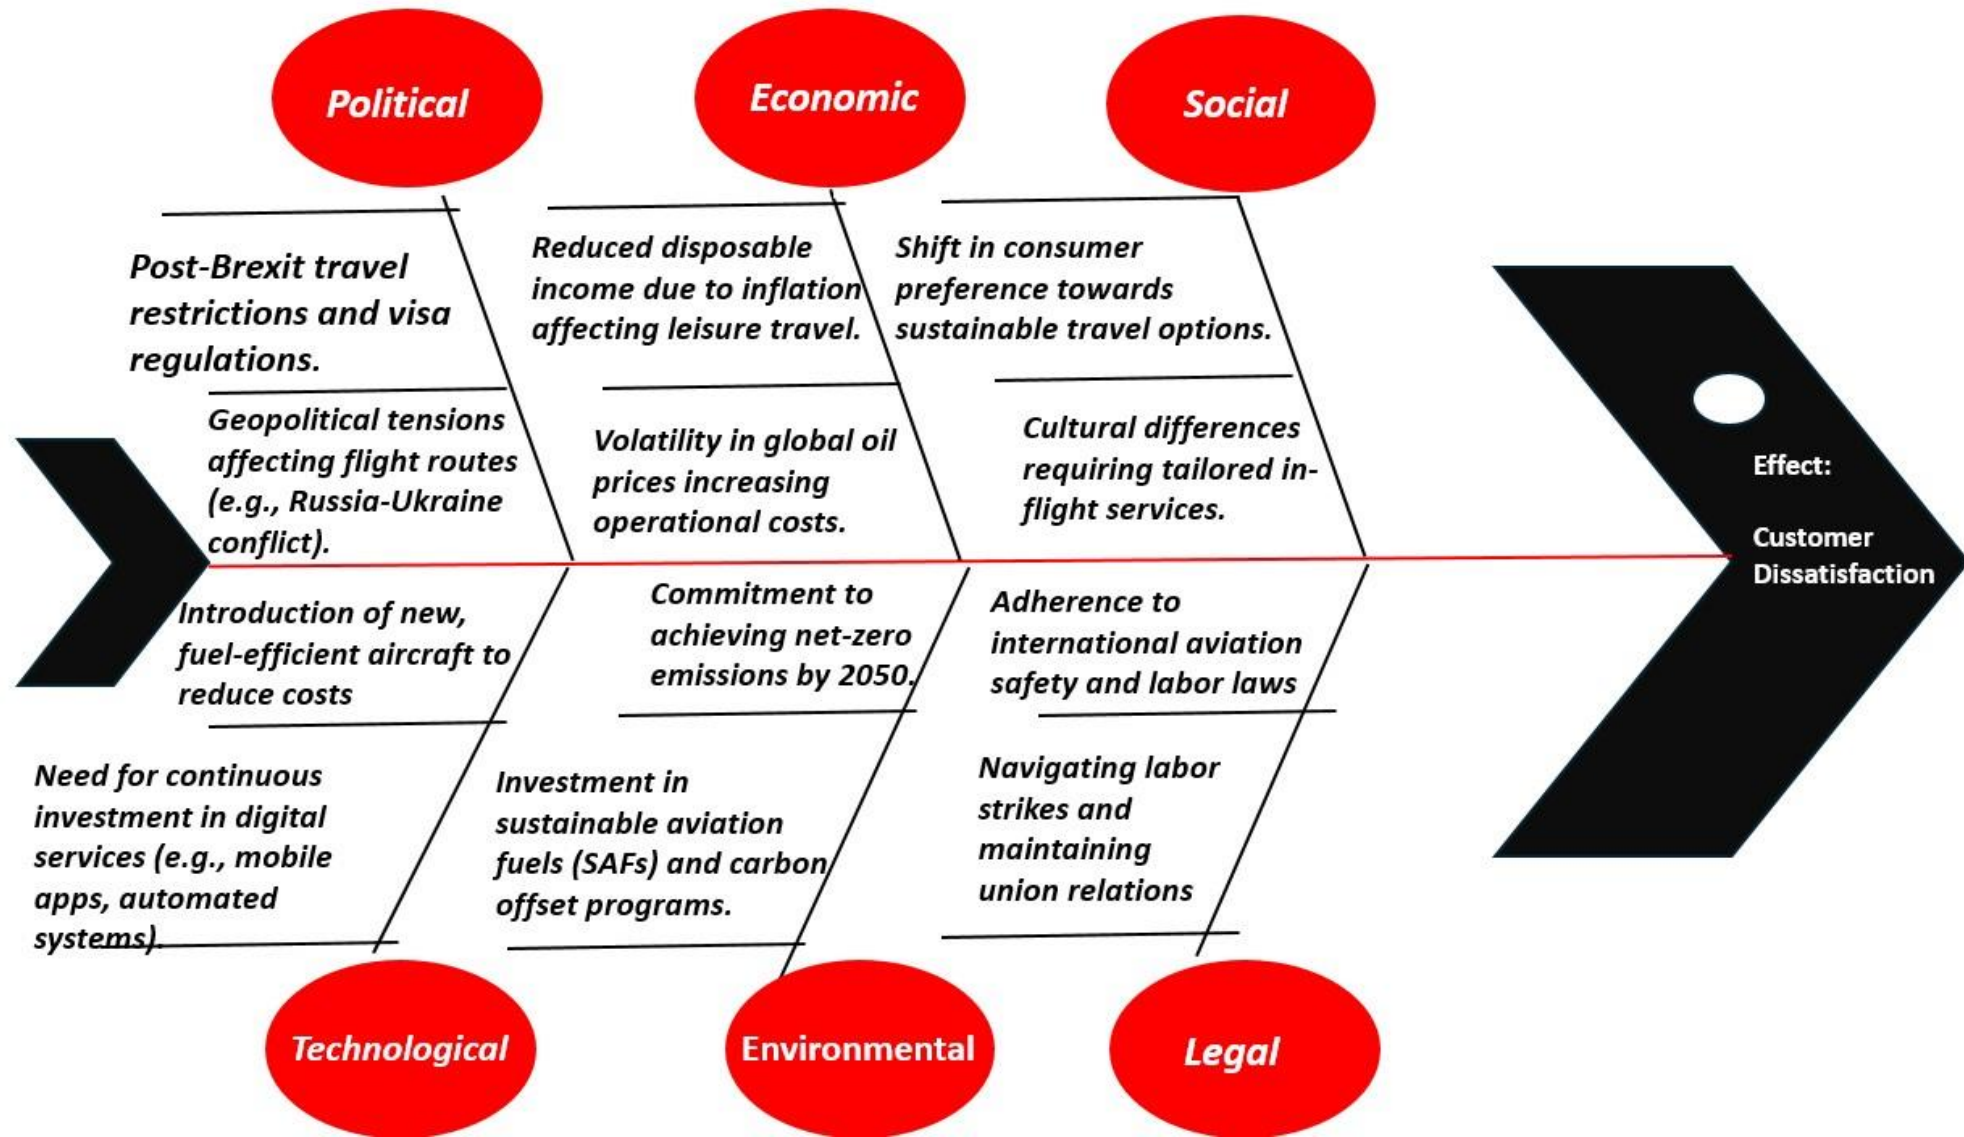 Political
Economic
Social
Post-Brexit travel
restrictions and visa
regulations.
Geopolitical tensions
affecting flight routes
(e.g., Russia-Ukraine
conflict).
Reduced disposable
income due to inflation
affecting leisure travel.
Volatility in global oil
prices increasing
operational costs.
Shift in consumer
preference towards
sustainable travel options.
Cultural differences
requiring tailored in-
flight services.
Effect:
Customer
Dissatisfaction
Introduction of new,
fuel-efficient aircraft to
reduce costs
Need for continuous
investment in digital
services (e.g., mobile
apps, automated
systems).
Commitment to
achieving net-zero
emissions by 2050.
Investment in
sustainable aviation
fuels (SAFs) and carbon
offset programs.
Adherence to
international aviation
safety and labor laws
Navigating labor
strikes and
maintaining
union relations
Technological
Environmental
Legal